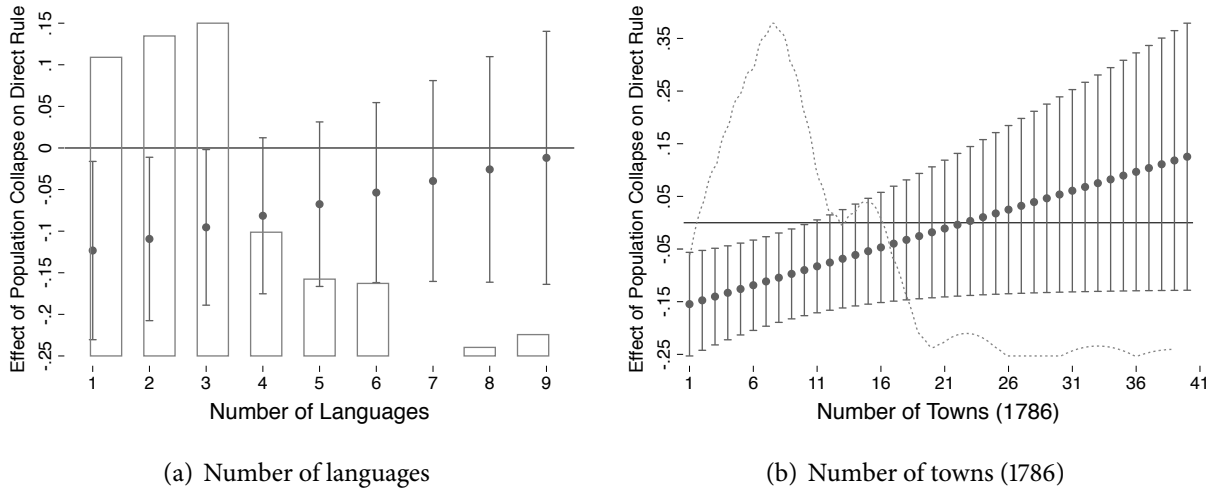 Effect of Population Collapse on Direct Rule
.15
.1
.05
0
-.05
-.1
-.15
-.2
-.25
1 2 3 4 5 6 7 8 9
Number of Languages
(a) Number of languages
Effect of Population Collapse on Direct Rule
.35
.25
.15
.05
-.05
-.15
-.25
1 6 11 16 21 26 31 36 41
Number of Towns (1786)
(b) Number of towns (1786)